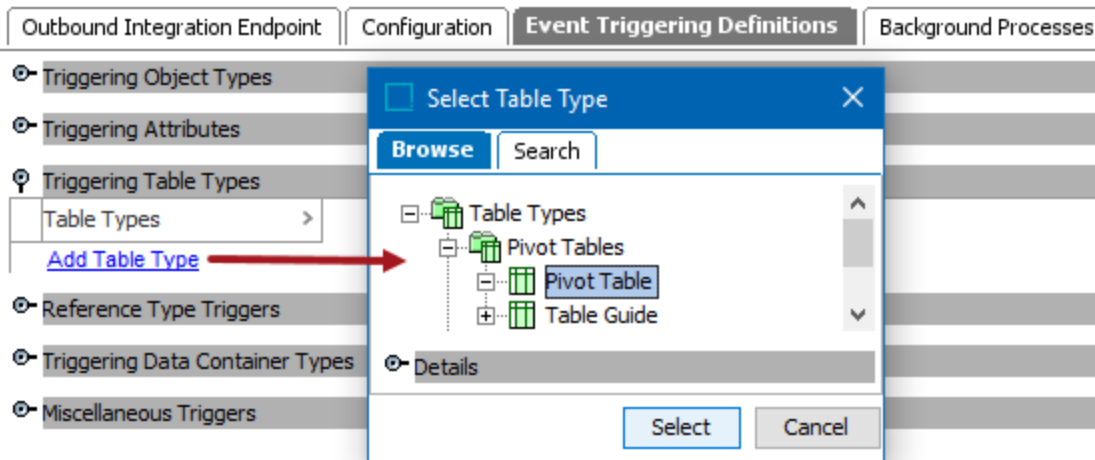 Outbound Integration Endpoint
Configuration
Event Triggering Definitions
Background Processes
Triggering Object Types
Triggering Attributes
Triggering Table Types
Table Types >
Add Table Type
Reference Type Triggers
Triggering Data Container Types
Miscellaneous Triggers
Select Table Type
Browse
Search
Table Types
Pivot Tables
Pivot Table
Table Guide
Details
Select
Cancel